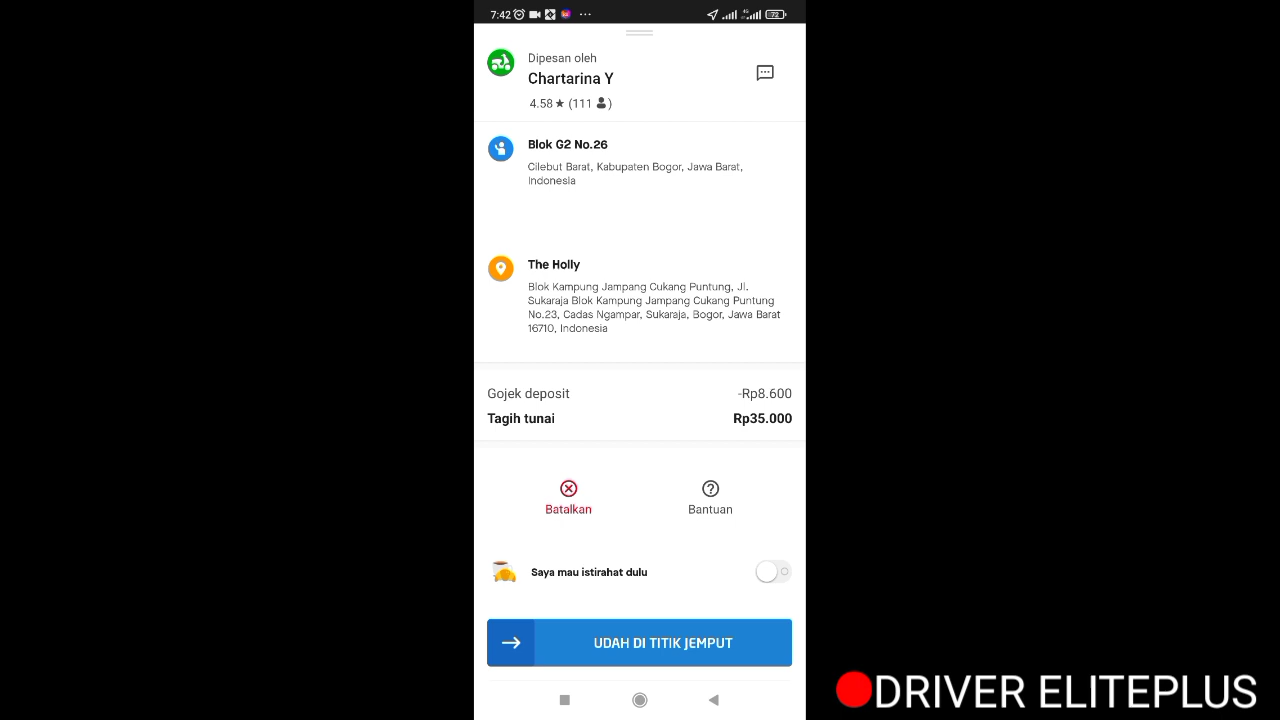 7:42
4G
72
Dipesan oleh
Chartarina Y
4.58 ★ (111 )
Blok G2 No.26
Cilebut Barat, Kabupaten Bogor, Jawa Barat,
Indonesia
The Holly
Blok Kampung Jampang Cukang Puntung, Jl.
Sukaraja Blok Kampung Jampang Cukang Puntung
No.23, Cadas Ngampar, Sukaraja, Bogor, Jawa Barat
16710, Indonesia
Gojek deposit -Rp8.600
Tagih tunai Rp35.000
Batalkan Bantuan
Saya mau istirahat dulu
UDAH DI TITIK JEMPUT
DRIVER ELITEPLUS